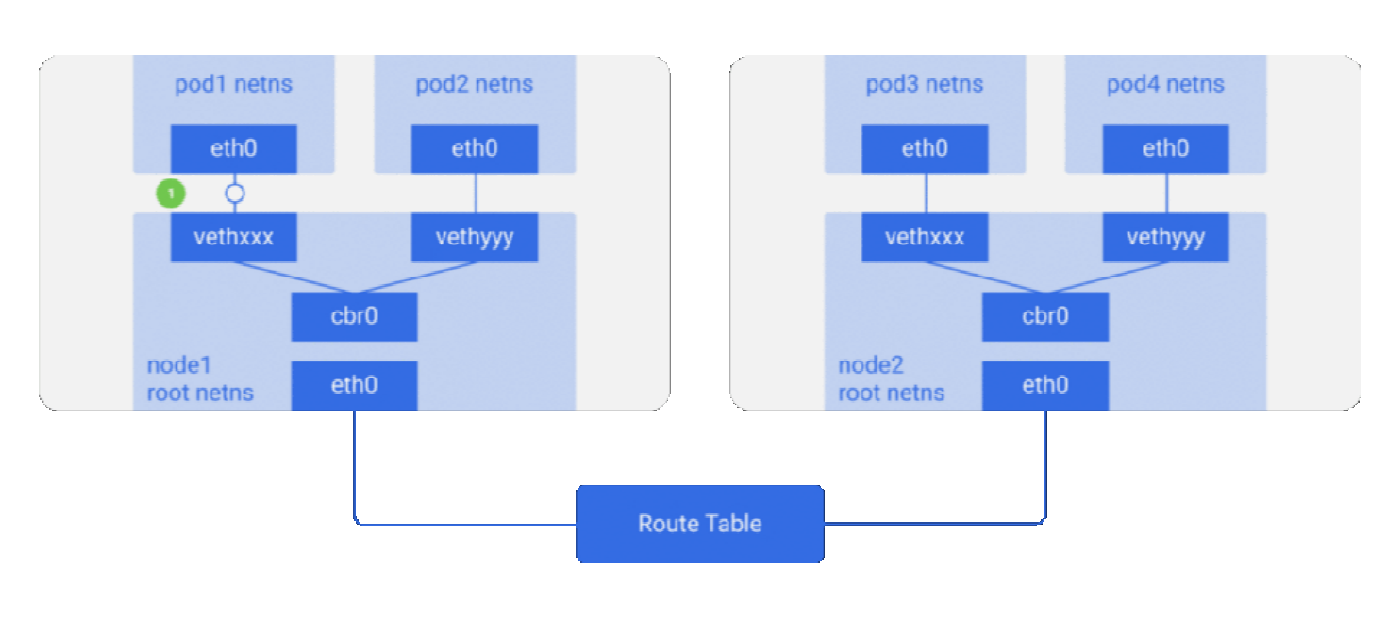 pod1 netns
pod2 netns
eth0
eth0
1
vethxxx
vethyyy
cbr0
node1
root netns
eth0
pod3 netns
pod4 netns
eth0
eth0
vethxxx
vethyyy
cbr0
node2
root netns
eth0
Route Table